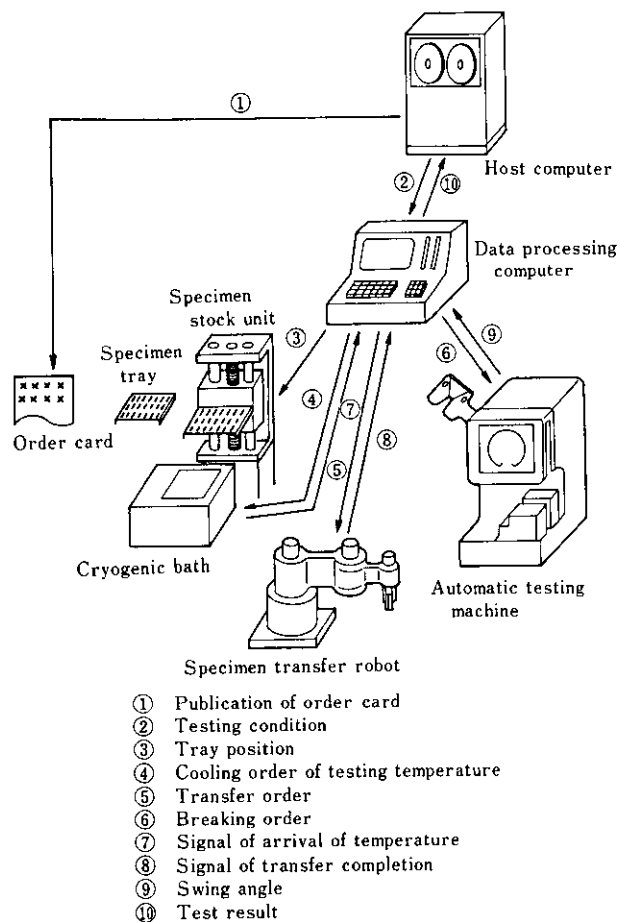 ①
Host computer
②
⑩
Data processing
computer
Specimen
stock unit
③
⑨
⑥
Specimen
tray
④
⑦
⑧
Order card
⑤
Cryogenic bath
Automatic testing
machine
Specimen transfer robot
① Publication of order card
② Testing condition
③ Tray position
④ Cooling order of testing temperature
⑤ Transfer order
⑥ Breaking order
⑦ Signal of arrival of temperature
⑧ Signal of transfer completion
⑨ Swing angle
⑩ Test result